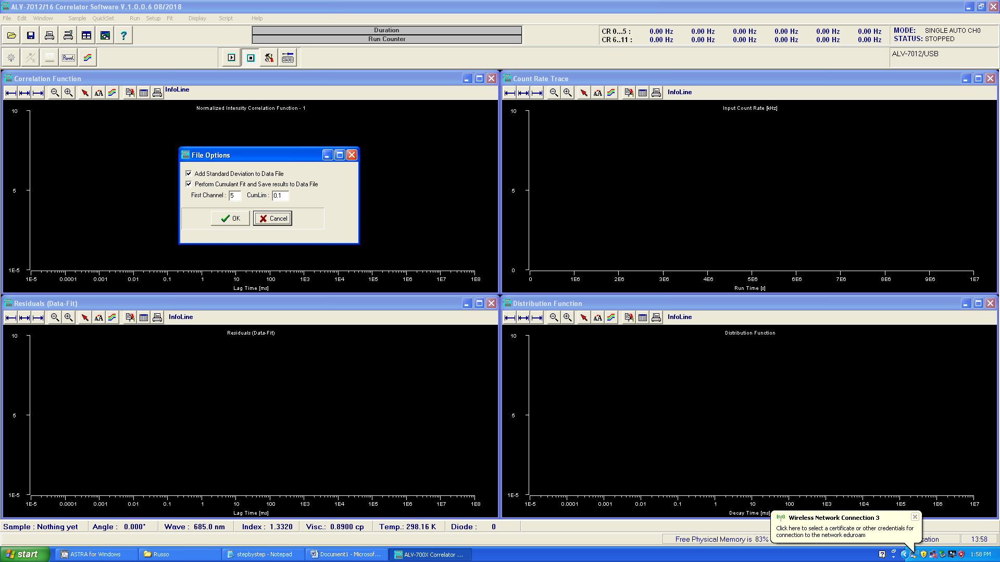 ALV-7012/16 Correlator Software V.1.0.0.6 08/2018
File Edit Window Sample QuickSet Run Setup Fit Display Script Help
Duration
Run Counter
CR 0...5 : 0.00 Hz 0.00 Hz 0.00 Hz 0.00 Hz 0.00 Hz 0.00 Hz
CR 6..11 : 0.00 Hz 0.00 Hz 0.00 Hz 0.00 Hz 0.00 Hz 0.00 Hz
MODE: SINGLE AUTO CH0
STATUS: STOPPED
Panel
ALV-7012/USB
Correlation Function
InfoLine
Normalized Intensity Correlation Function - 1
10
5
1E-5
1E-5 0.0001 0.001 0.01 0.1 1 10 100 1E3 1E4 1E5 1E6 1E7 1E8
Lag Time [ms]
File Options
Add Standard Deviation to Data File
Perform Cumulant Fit and Save results to Data File
First Channel : 5 CumLim : 0.1
OK Cancel
Count Rate Trace
InfoLine
Input Count Rate [kHz]
10
5
0
0 1E6 2E6 3E6 4E6 5E6 6E6 7E6 8E6 9E6 1E7
Run Time [s]
Residuals (Data-Fit)
InfoLine
Residuals (Data-Fit)
10
5
1E-5
1E-5 0.0001 0.001 0.01 0.1 1 10 100 1E3 1E4 1E5 1E6 1E7 1E8
Lag Time [ms]
Distribution Function
InfoLine
Distribution Function
10
5
1E-5
1E-5 0.0001 0.001 0.01 0.1 1 10 100 1E3 1E4 1E5 1E6 1E7
Decay Time [ms]
Wireless Network Connection 3
Click here to select a certificate or other credentials for
connection to the network eduroam
Sample : Nothing yet Angle : 0.000° Wave : 685.0 nm Index : 1.3320 Visc.: 0.8900 cp Temp.: 298.16 K Diode : 0
Free Physical Memory is 83% 13:58
start ASTRA for Windows Russo stepbystep - Notepad Document1 - Microsof... ALV-700X Correlator ... 1:58 PM